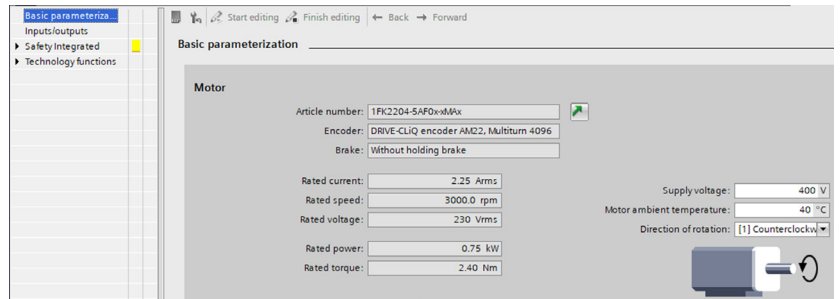 Basic parameteriza...
Inputs/outputs
Safety Integrated
Technology functions
Start editing Finish editing Back Forward
Basic parameterization
Motor
Article number: 1FK2204-5AF0x-xMAx
Encoder: DRIVE-CLiQ encoder AM22, Multiturn 4096
Brake: Without holding brake
Rated current: 2.25 Arms
Rated speed: 3000.0 rpm
Rated voltage: 230 Vrms
Rated power: 0.75 kW
Rated torque: 2.40 Nm
Supply voltage: 400 V
Motor ambient temperature: 40 °C
Direction of rotation: [1] Counterclockw